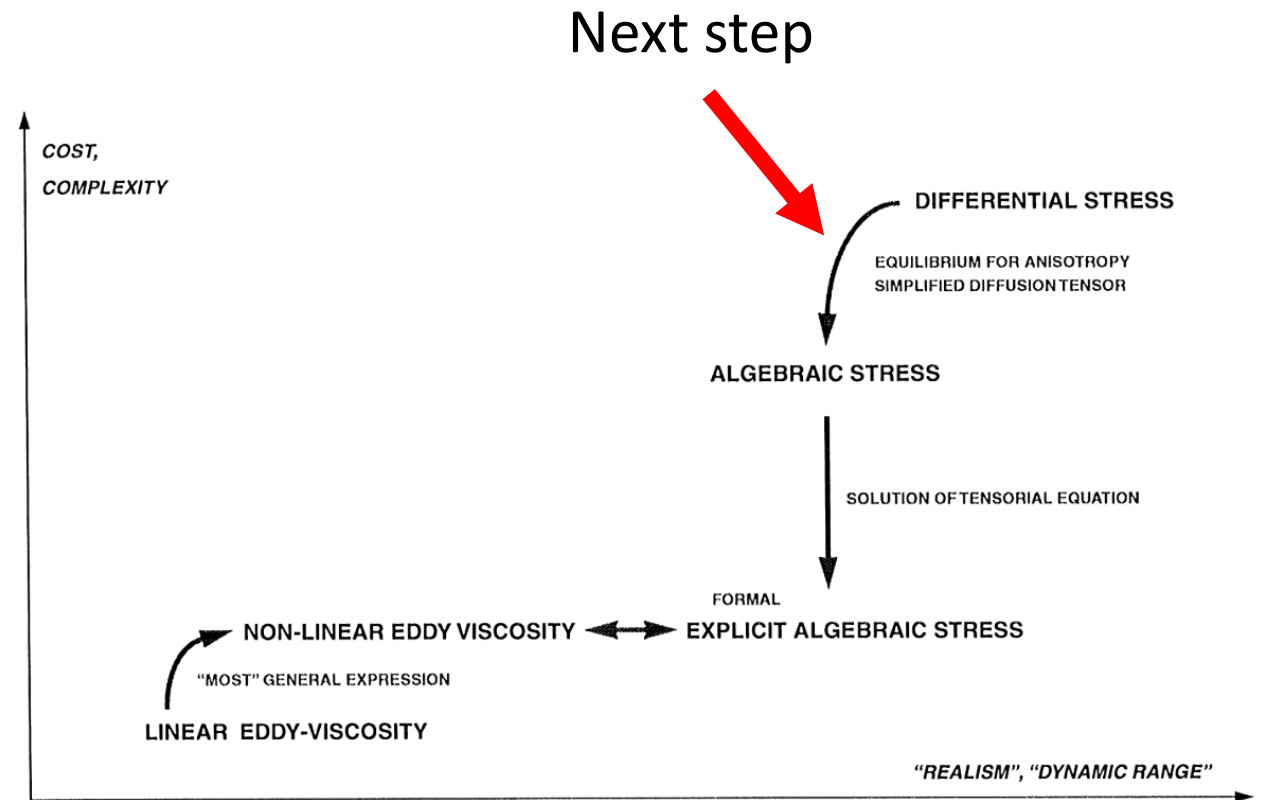 Next step
COST,
COMPLEXITY
DIFFERENTIAL STRESS
EQUILIBRIUM FOR ANISOTROPY
SIMPLIFIED DIFFUSION TENSOR
ALGEBRAIC STRESS
SOLUTION OF TENSORIAL EQUATION
FORMAL
NON-LINEAR EDDY VISCOSITY
EXPLICIT ALGEBRAIC STRESS
“MOST” GENERAL EXPRESSION
LINEAR EDDY-VISCOSITY
“REALISM”, “DYNAMIC RANGE”